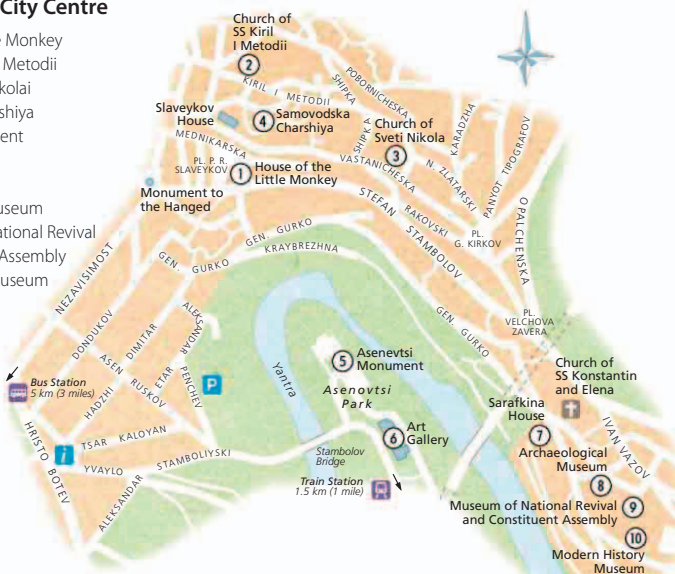 City Centre
Monkey
Metodii
kolai
shiya
ent
useum
ational Revival
Assembly
useum
Church of
SS Kiril
I Metodii
2
KIRIL I METODII
SHIPKA
POBORNICHESKA
Slaveykov
House
4
Samovodska
Charshiya
SHIPKA
Church of
Sveti Nikola
3
KARADZHA
PANYOT TIPOGRAFOV
MEDNIKARSKA
PL. P. R.
SLAVEYKOV
1
House of the
Little Monkey
VASTANICHESKA
N. ZLATARSKI
OPALCHENSKA
Monument to
the Hanged
STEFAN STAMBOLOV
RAKOVSKI
PL.
G. KIRKOV
GEN. GURKO
KRAYBREZHNA
GEN. GURKO
NEZAVISIMOST
DONDUKOV
DIMITAR
ALEKSANDAR
GEN. GURKO
PL.
VELCHOVA
ZAVERA
ASEN
RUSKOV
ETAR
PENCHEV
HADZHI
P
Yantra
5
Asenevtsi
Monument
Asenovtsi
Park
Bus Station
5 km (3 miles)
Church of
SS Konstantin
and Elena
Sarafkina
House
7
IVAN VAZOV
6
Art
Gallery
HRISTO BOTEV
i
TSAR KALOYAN
YVAYLO
STAMBOLIYSKI
ALEKSANDAR
Stambolov
Bridge
Train Station
1.5 km (1 mile)
Archaeological
Museum
8
Museum of National Revival
and Constituent Assembly
9
10
Modern History
Museum